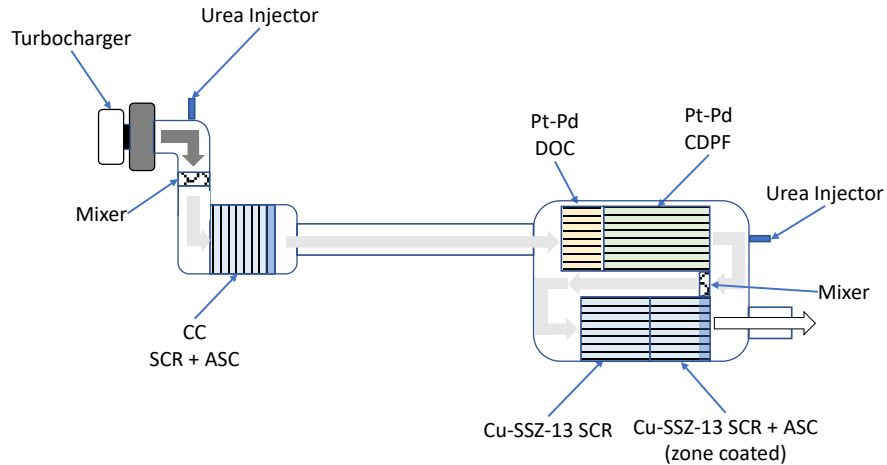 Urea Injector
Turbocharger
Pt-Pd
DOC
Pt-Pd
CDPF
Urea Injector
Mixer
Mixer
CC
SCR + ASC
Cu-SSZ-13 SCR
Cu-SSZ-13 SCR + ASC
(zone coated)